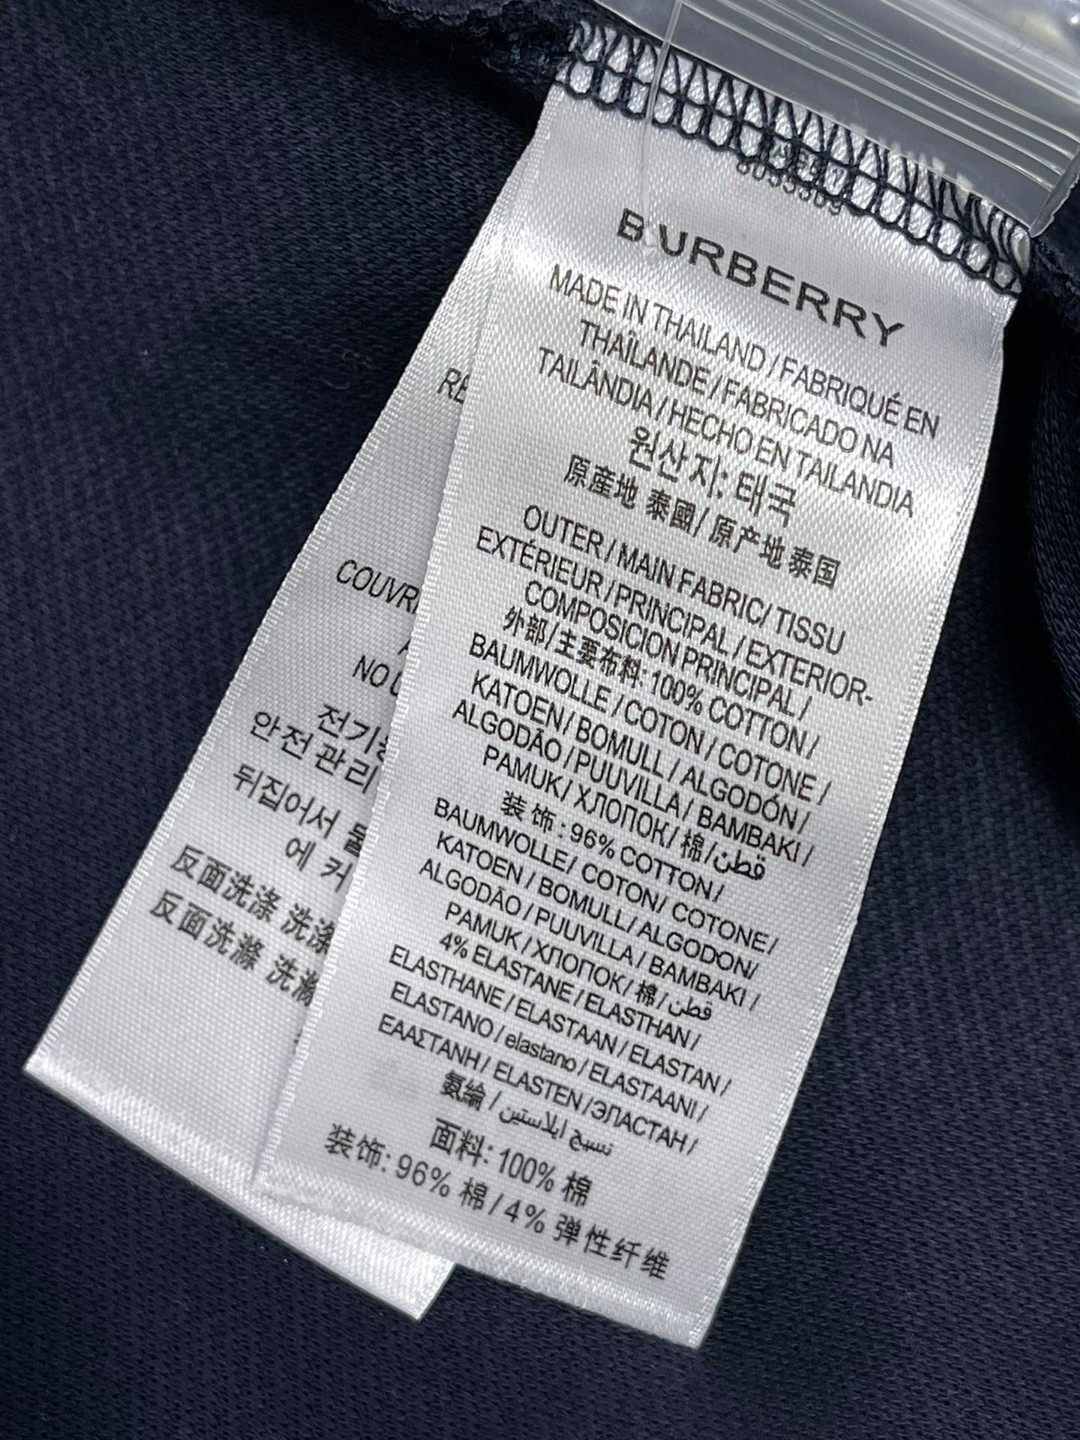 BURBERRY
MADE IN THAILAND / FABRIQUÉ EN
THAÏLANDE / FABRICADO NA
TAILÂNDIA / HECHO EN TAILANDIA
원산지: 태국
原産地 泰國 / 原产地 泰国
OUTER / MAIN FABRIC / TISSU
EXTÉRIEUR / PRINCIPAL / EXTERIOR-
COMPOSICION PRINCIPAL /
外部/主要布料: 100% COTTON /
BAUMWOLLE / COTON / COTONE /
KATOEN / BOMULL / ALGODÓN /
ALGODÃO / PUUVILLA / BAMBAKI /
PAMUK / ХЛОПОК / 棉 / قطن
装饰: 96% COTTON /
BAUMWOLLE / COTON / COTONE /
KATOEN / BOMULL / ALGODON /
ALGODÃO / PUUVILLA / BAMBAKI /
PAMUK / ХЛОПОК / 棉 / قطن
4% ELASTANE / ELASTHAN /
ELASTHANE / ELASTAAN / ELASTAN /
ELASTANO / elastano / ELASTAANI /
ΕΛΑΣΤΑΝΗ / ELASTEN / ЭЛАСТАН /
氨纶 / نسيج ايلاستين
面料: 100% 棉
装饰: 96% 棉 / 4% 弹性纤维
RE
COUVR
NO
전기
안전관리
뒤집어서 울
에 커
反面洗涤 洗涤
反面洗滌 洗滌